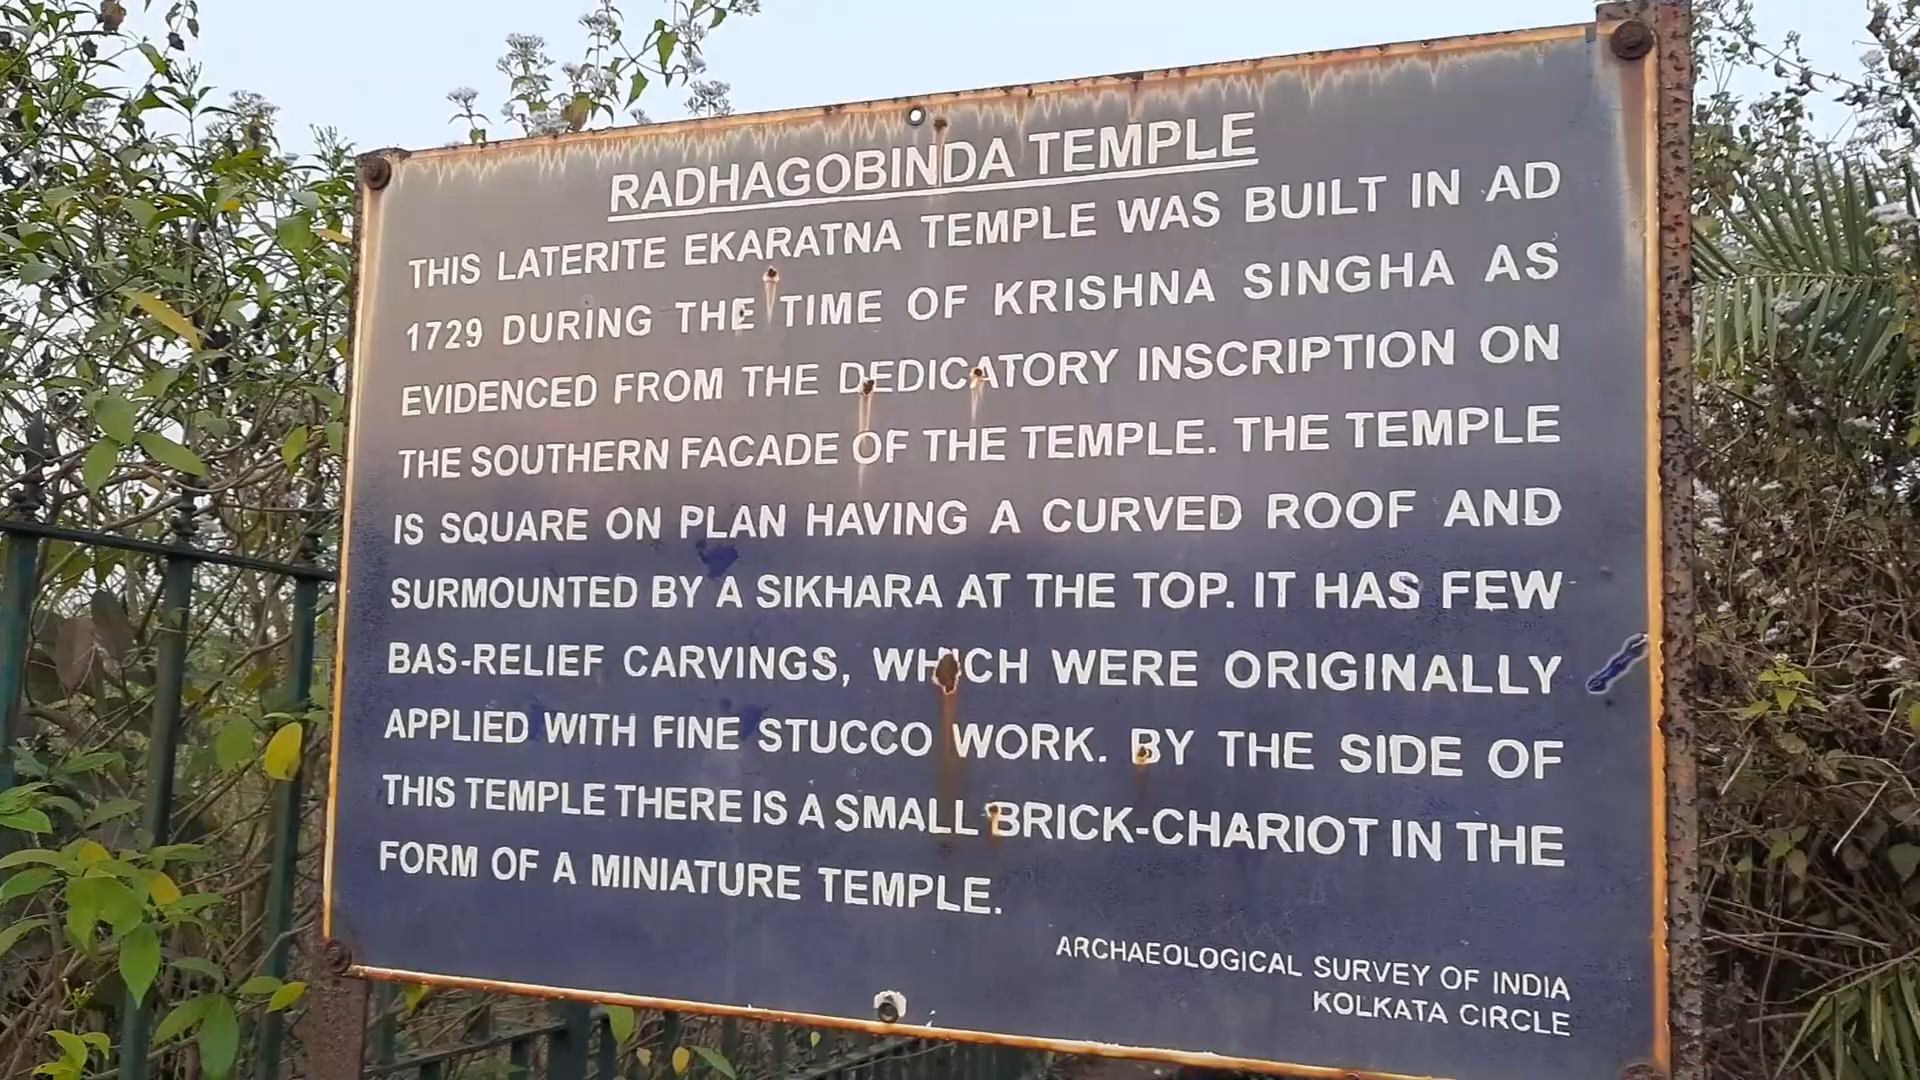 RADHAGOBINDA TEMPLE
THIS LATERITE EKARATNA TEMPLE WAS BUILT IN AD
1729 DURING THE TIME OF KRISHNA SINGHA AS
EVIDENCED FROM THE DEDICATORY INSCRIPTION ON
THE SOUTHERN FACADE OF THE TEMPLE. THE TEMPLE
IS SQUARE ON PLAN HAVING A CURVED ROOF AND
SURMOUNTED BY A SIKHARA AT THE TOP. IT HAS FEW
BAS-RELIEF CARVINGS, WHICH WERE ORIGINALLY
APPLIED WITH FINE STUCCO WORK. BY THE SIDE OF
THIS TEMPLE THERE IS A SMALL BRICK-CHARIOT IN THE
FORM OF A MINIATURE TEMPLE.
ARCHAEOLOGICAL SURVEY OF INDIA
KOLKATA CIRCLE